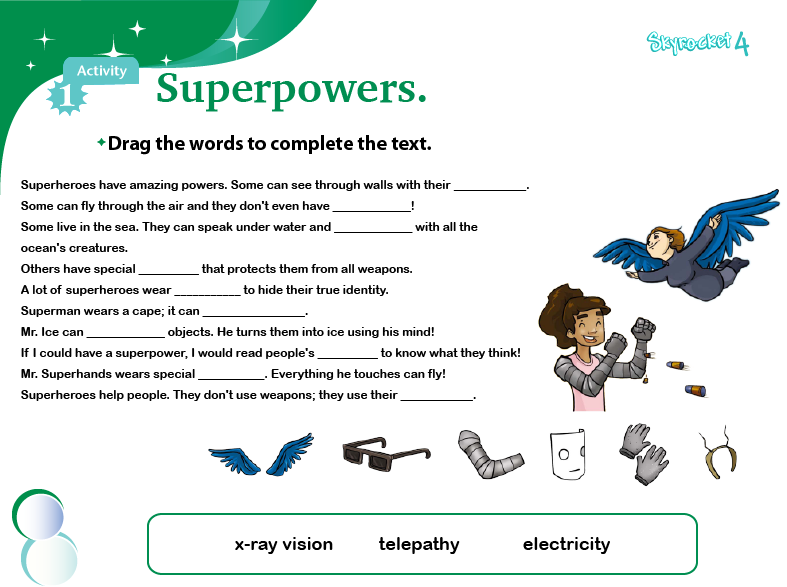 Skyrocket 4
Activity
1
Superpowers.
Drag the words to complete the text.
Superheroes have amazing powers. Some can see through walls with their ___________.
Some can fly through the air and they don't even have ____________!
Some live in the sea. They can speak under water and ____________ with all the
ocean's creatures.
Others have special _________ that protects them from all weapons.
A lot of superheroes wear __________ to hide their true identity.
Superman wears a cape; it can ________________.
Mr. Ice can ____________ objects. He turns them into ice using his mind!
If I could have a superpower, I would read people's _________ to know what they think!
Mr. Superhands wears special __________. Everything he touches can fly!
Superheroes help people. They don't use weapons; they use their ___________.
x-ray vision telepathy electricity